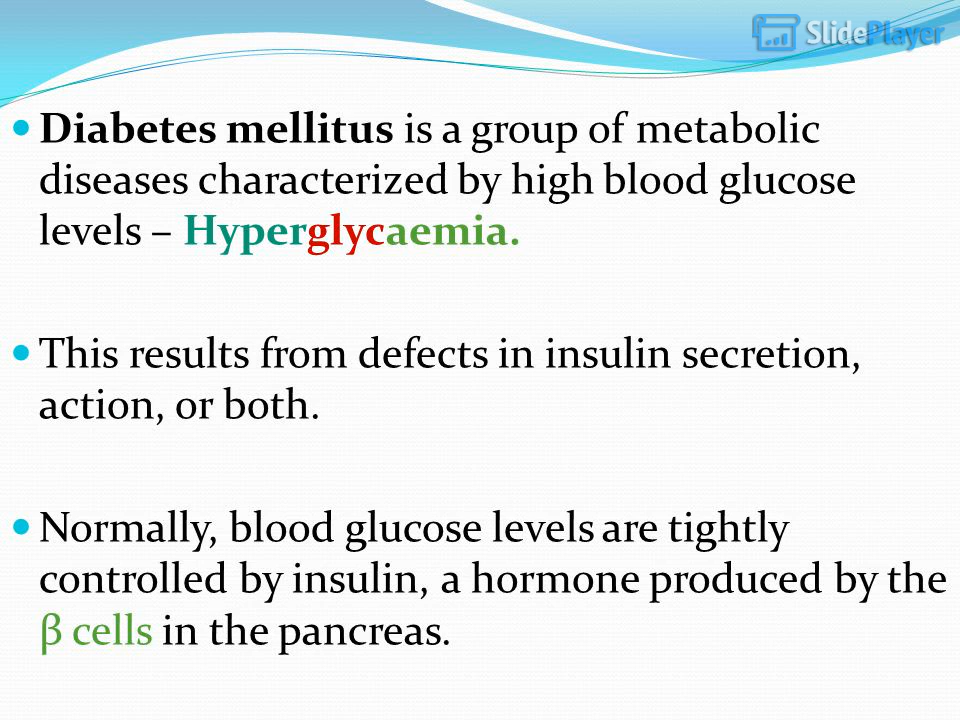 SlidePlayer
Diabetes mellitus is a group of metabolic
diseases characterized by high blood glucose
levels – Hyperglycaemia.
This results from defects in insulin secretion,
action, or both.
Normally, blood glucose levels are tightly
controlled by insulin, a hormone produced by the
β cells in the pancreas.